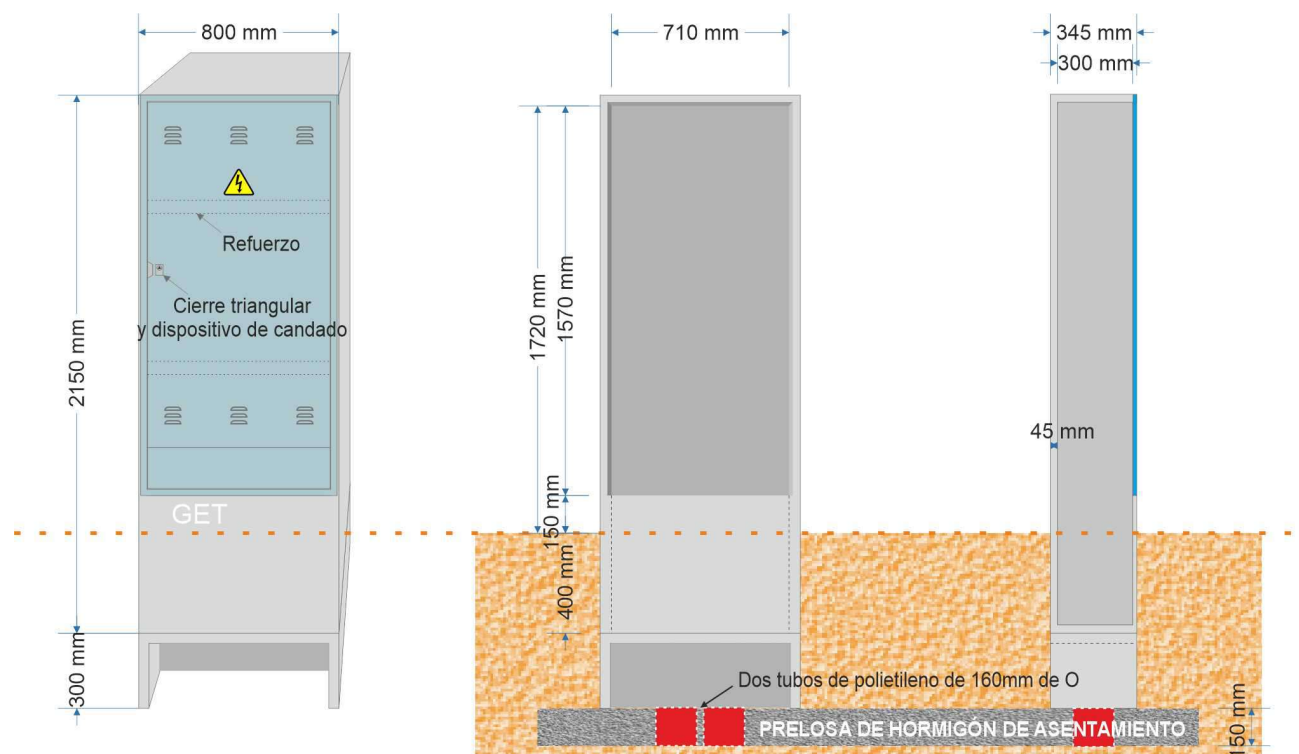 800 mm
710 mm
345 mm
300 mm
Refuerzo
Cierre triangular
y dispositivo de candado
2150 mm
1720 mm
1570 mm
45 mm
GET
150 mm
400 mm
300 mm
Dos tubos de polietileno de 160mm de O
PRELOSA DE HORMIGÓN DE ASENTAMIENTO
150 mm